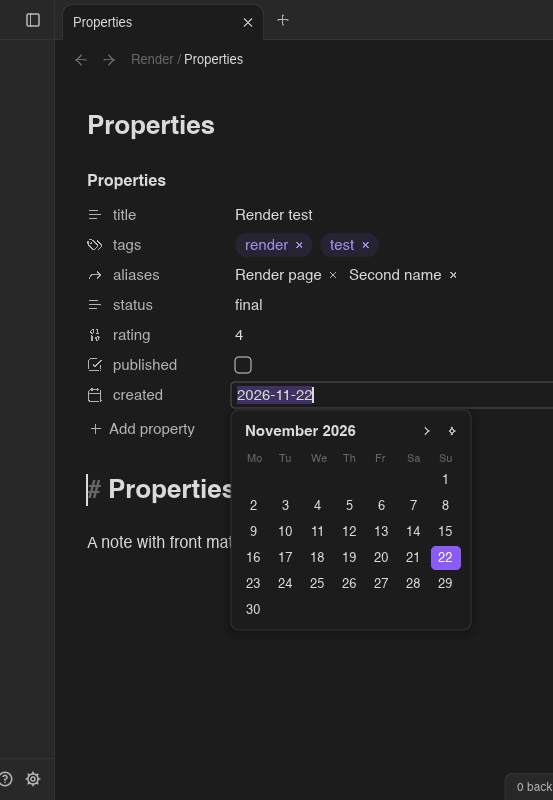 Properties
Render / Properties
Properties
Properties
title Render test
tags render × test ×
aliases Render page × Second name ×
status final
rating 4
published
created 2026-11-22
+ Add property
November 2026
Mo Tu We Th Fr Sa Su
1
2 3 4 5 6 7 8
9 10 11 12 13 14 15
16 17 18 19 20 21 22
23 24 25 26 27 28 29
30
# Properties
A note with front mat
0 back